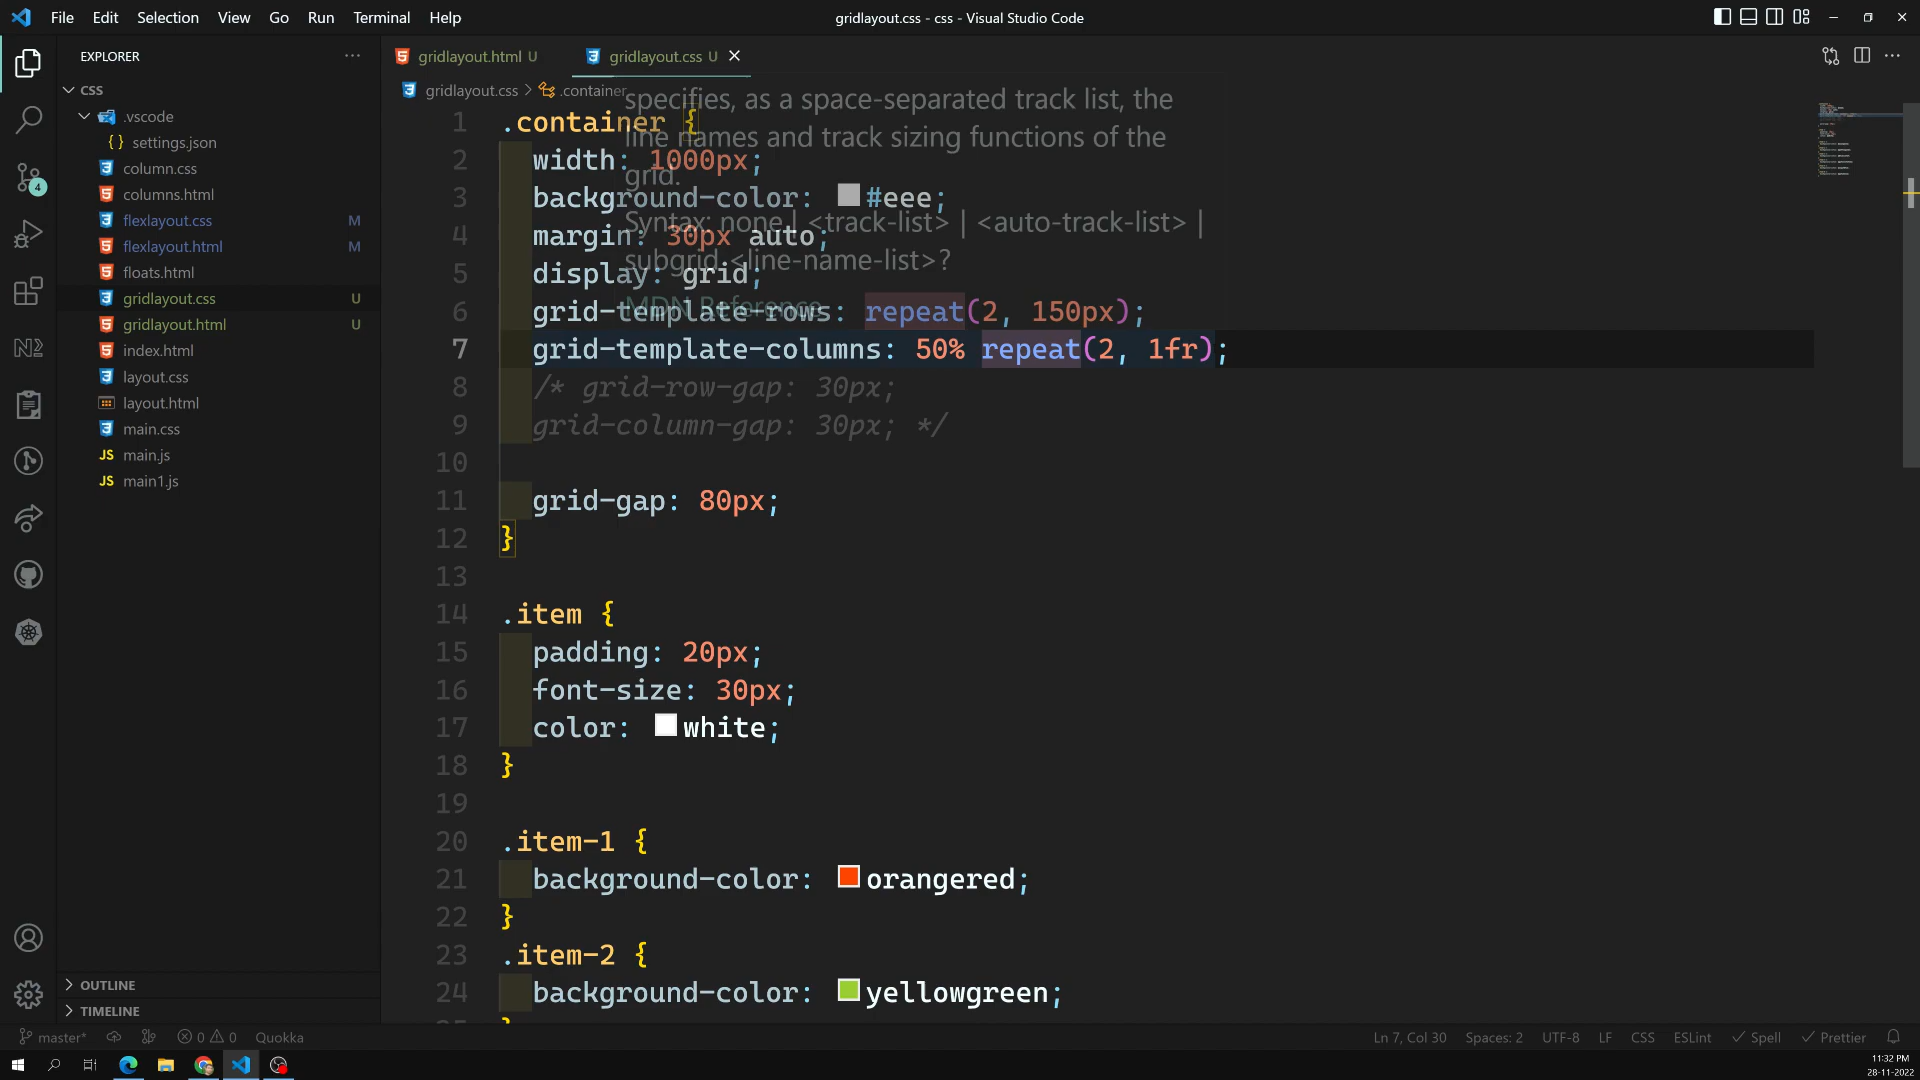 File Edit Selection View Go Run Terminal Help
gridlayout.css - css - Visual Studio Code
EXPLORER
gridlayout.html U
gridlayout.css U
CSS
gridlayout.css > .container
.vscode
settings.json
column.css
columns.html
flexlayout.css M
flexlayout.html M
floats.html
gridlayout.css U
gridlayout.html U
index.html
layout.css
layout.html
main.css
JS main.js
JS main1.js
OUTLINE
TIMELINE
4
specifies, as a space-separated track list, the
line names and track sizing functions of the
grid.
Syntax: none | <track-list> | <auto-track-list> |
subgrid <line-name-list>?
MDN Reference
1 .container {
2 width: 1000px;
3 background-color: #eee;
4 margin: 30px auto;
5 display: grid;
6 grid-template-rows: repeat(2, 150px);
7 grid-template-columns: 50% repeat(2, 1fr);
8 /* grid-row-gap: 30px;
9 grid-column-gap: 30px; */
10
11 grid-gap: 80px;
12 }
13
14 .item {
15 padding: 20px;
16 font-size: 30px;
17 color: white;
18 }
19
20 .item-1 {
21 background-color: orangered;
22 }
23 .item-2 {
24 background-color: yellowgreen;
master* 0 0 Quokka
Ln 7, Col 30 Spaces: 2 UTF-8 LF CSS ESLint Spell Prettier
11:32 PM
28-11-2022